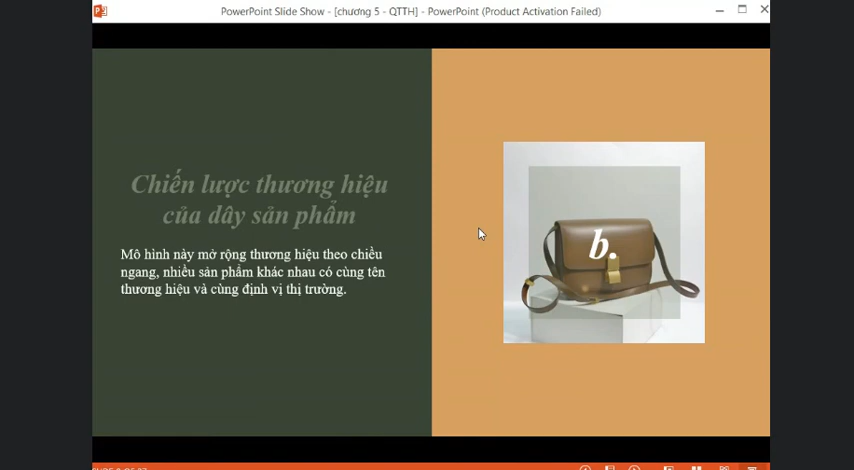 PowerPoint Slide Show - [chương 5 - QTTH] - PowerPoint (Product Activation Failed)
Chiến lược thương hiệu
của dây sản phẩm
Mô hình này mở rộng thương hiệu theo chiều
ngang, nhiều sản phẩm khác nhau có cùng tên
thương hiệu và cùng định vị thị trường.
b.